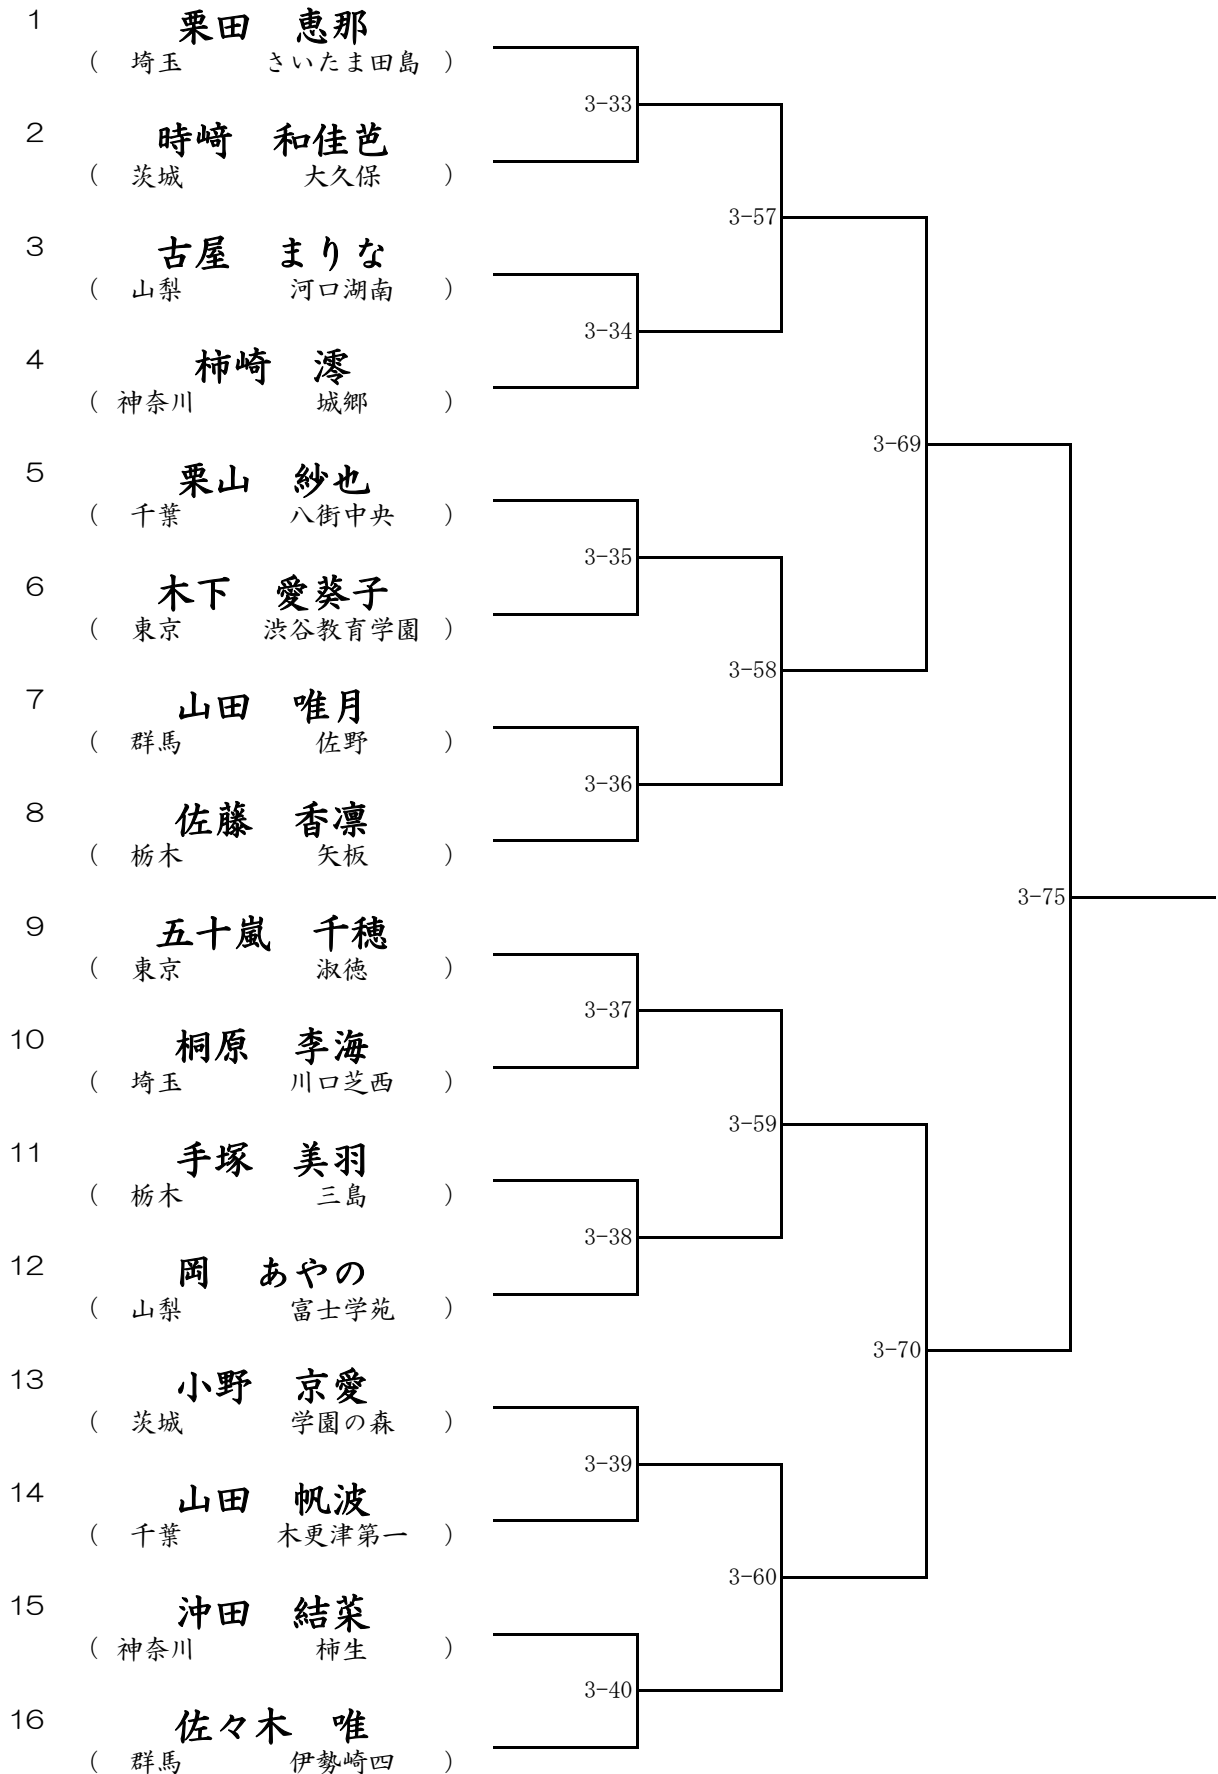 1 栗田 恵那
( 埼玉 さいたま田島 )
3-33
2 時﨑 和佳芭
( 茨城 大久保 )
3-57
3 古屋 まりな
( 山梨 河口湖南 )
3-34
4 柿崎 澪
( 神奈川 城郷 )
3-69
5 栗山 紗也
( 千葉 八街中央 )
3-35
6 木下 愛葵子
( 東京 渋谷教育学園 )
3-58
7 山田 唯月
( 群馬 佐野 )
3-36
8 佐藤 香凛
( 栃木 矢板 )
3-75
9 五十嵐 千穂
( 東京 淑徳 )
3-37
10 桐原 李海
( 埼玉 川口芝西 )
3-59
11 手塚 美羽
( 栃木 三島 )
3-38
12 岡 あやの
( 山梨 富士学苑 )
3-70
13 小野 京愛
( 茨城 学園の森 )
3-39
14 山田 帆波
( 千葉 木更津第一 )
3-60
15 沖田 結菜
( 神奈川 柿生 )
3-40
16 佐々木 唯
( 群馬 伊勢崎四 )